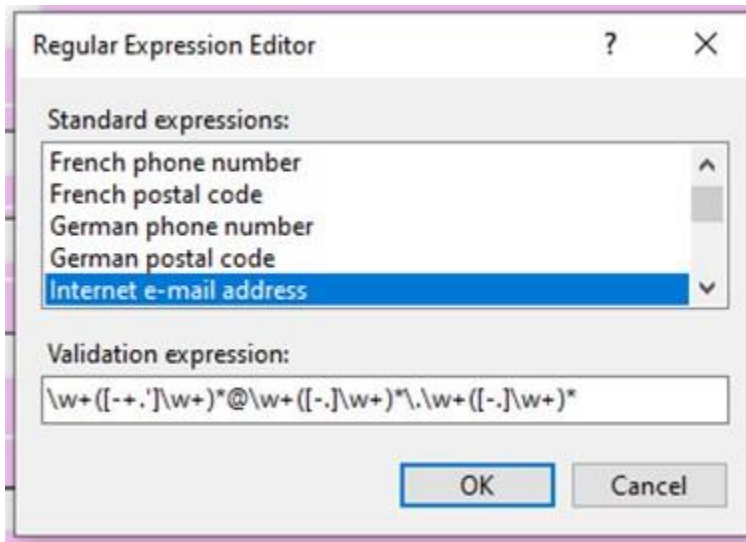 Regular Expression Editor ? ×
Standard expressions:
French phone number
French postal code
German phone number
German postal code
Internet e-mail address
Validation expression:
\w+([-+.']\w+)*@\w+([-.]\w+)*\.\w+([-.]\w+)*
OK Cancel